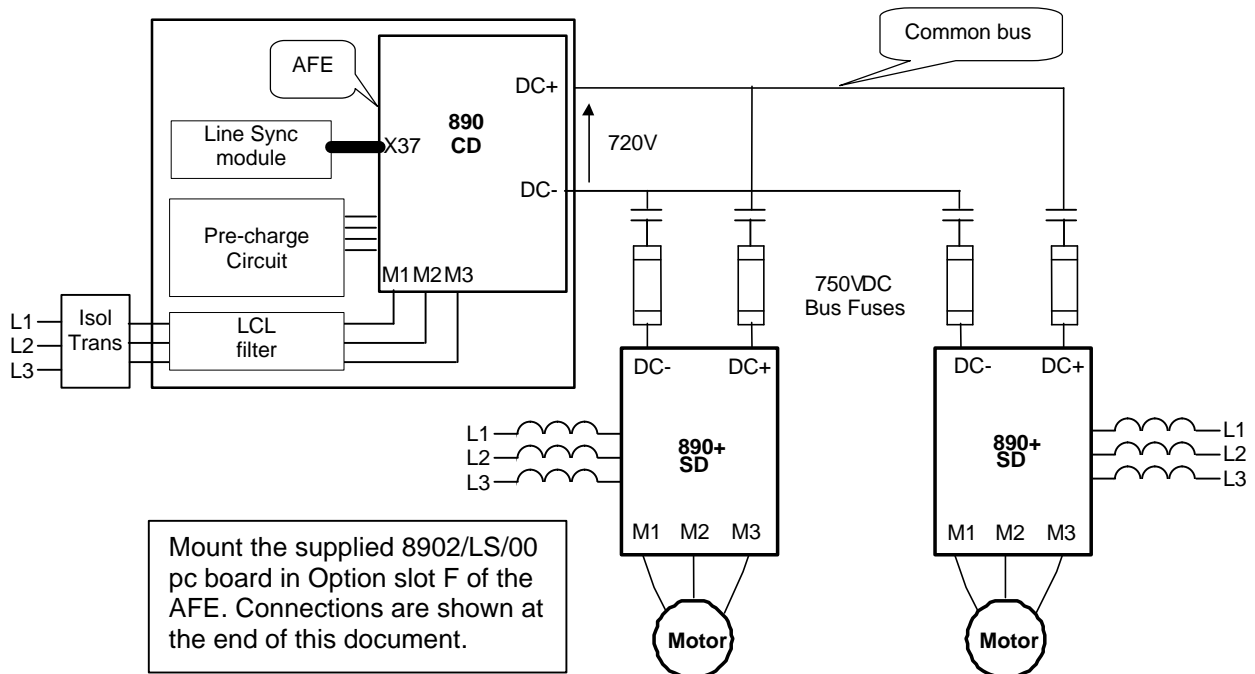 Common bus
AFE
DC+
890
CD
Line Sync
module
X37
720V
DC-
Pre-charge
Circuit
M1 M2 M3
750VDC
Bus Fuses
L1
L2
L3
Isol
Trans
LCL
filter
DC- DC+
DC- DC+
L1
L2
L3
890+
SD
890+
SD
L1
L2
L3
M1 M2 M3
M1 M2 M3
Mount the supplied 8902/LS/00
pc board in Option slot F of the
AFE. Connections are shown at
the end of this document.
Motor
Motor